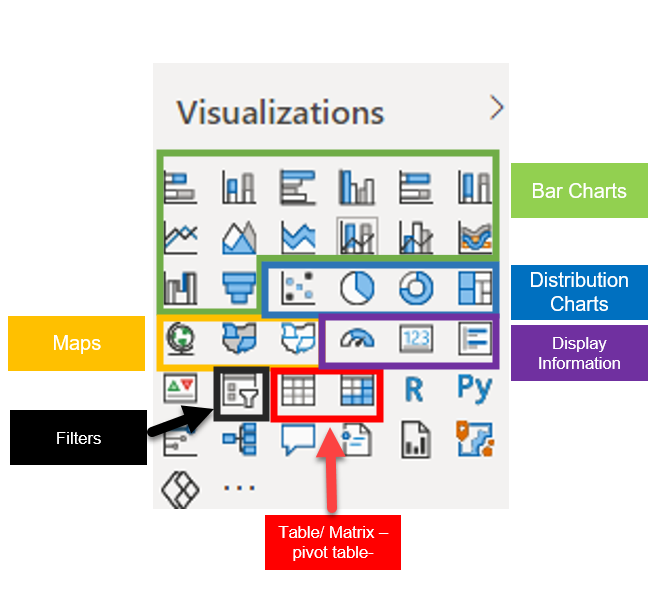 Visualizations
Bar Charts
Distribution
Charts
Maps
123
Display
Information
R
Py
Filters
Table/ Matrix –
pivot table-